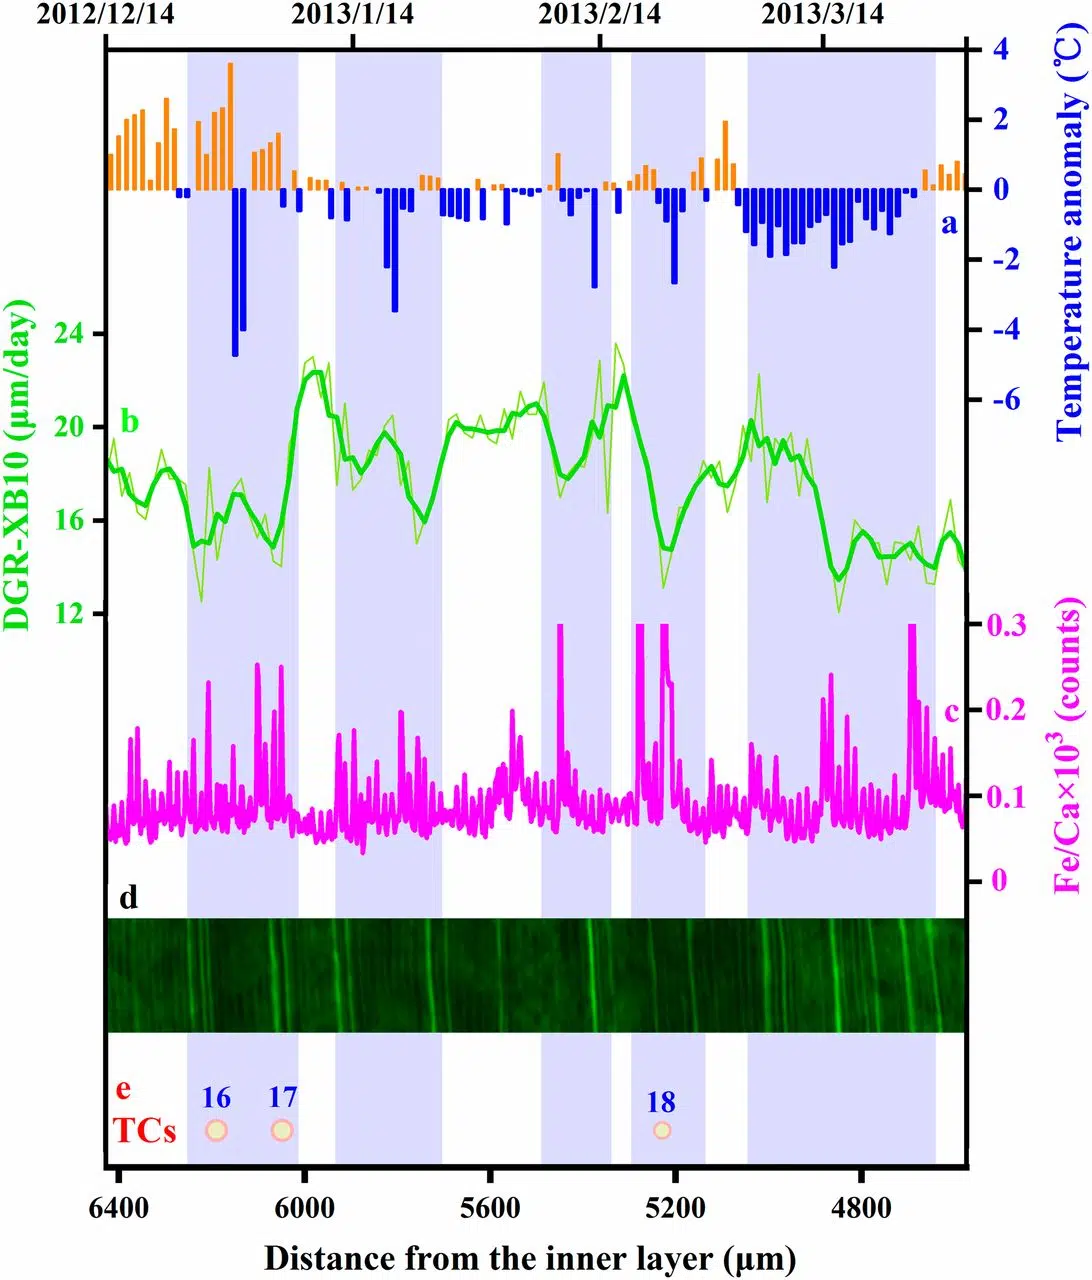 2012/12/14 2013/1/14 2013/2/14 2013/3/14
4
2
0
-2
-4
-6
Temperature anomaly (℃)
a
24
20
16
12
DGR-XB10 (μm/day)
b
0.3
0.2
0.1
0
Fe/Ca×10³ (counts)
c
d
e
TCs
16 17 18
6400 6000 5600 5200 4800
Distance from the inner layer (μm)